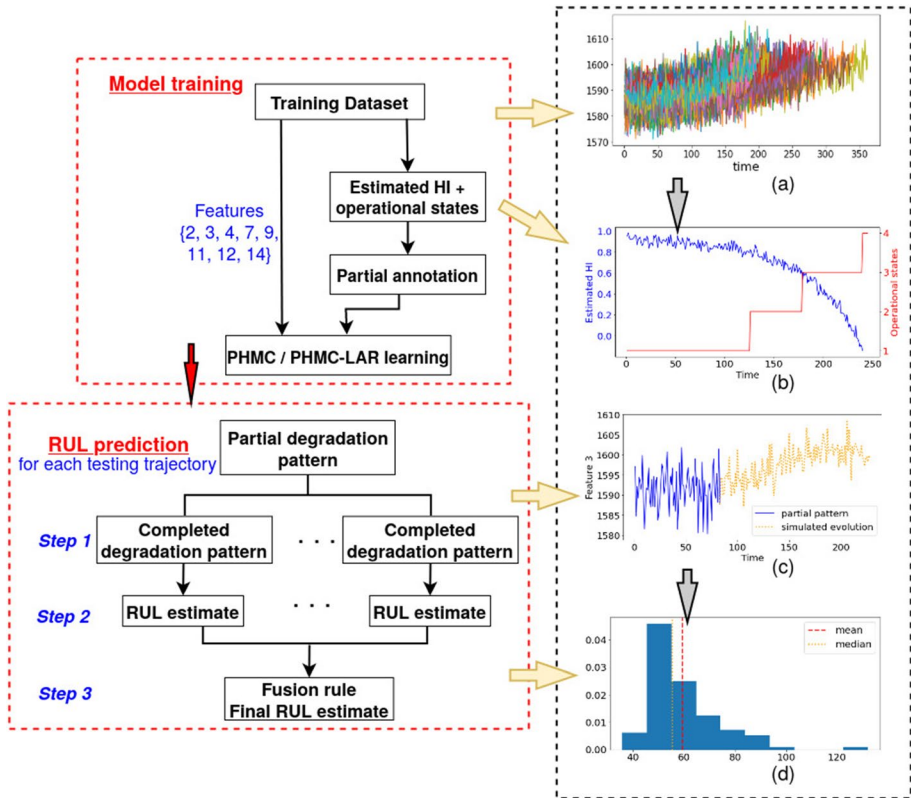 Model training
Training Dataset
Features
{2, 3, 4, 7, 9,
11, 12, 14}
Estimated HI +
operational states
Partial annotation
PHMC / PHMC-LAR learning
RUL prediction
for each testing trajectory
Partial degradation
pattern
Step 1
Completed
degradation pattern
. . .
Completed
degradation pattern
Step 2
RUL estimate
. . .
RUL estimate
Step 3
Fusion rule
Final RUL estimate
1610
1600
1590
1580
1570
0 50 100 150 200 250 300 350
time
(a)
Estimated HI
1.0
0.8
0.6
0.4
0.2
0.0
Operational states
4
3
2
1
0 50 100 150 200 250
Time
(b)
Feature 3
1610
1605
1600
1595
1590
1585
1580
partial pattern
simulated evolution
0 50 100 150 200
Time
(c)
0.04
0.03
0.02
0.01
0.00
mean
median
40 60 80 100 120
(d)